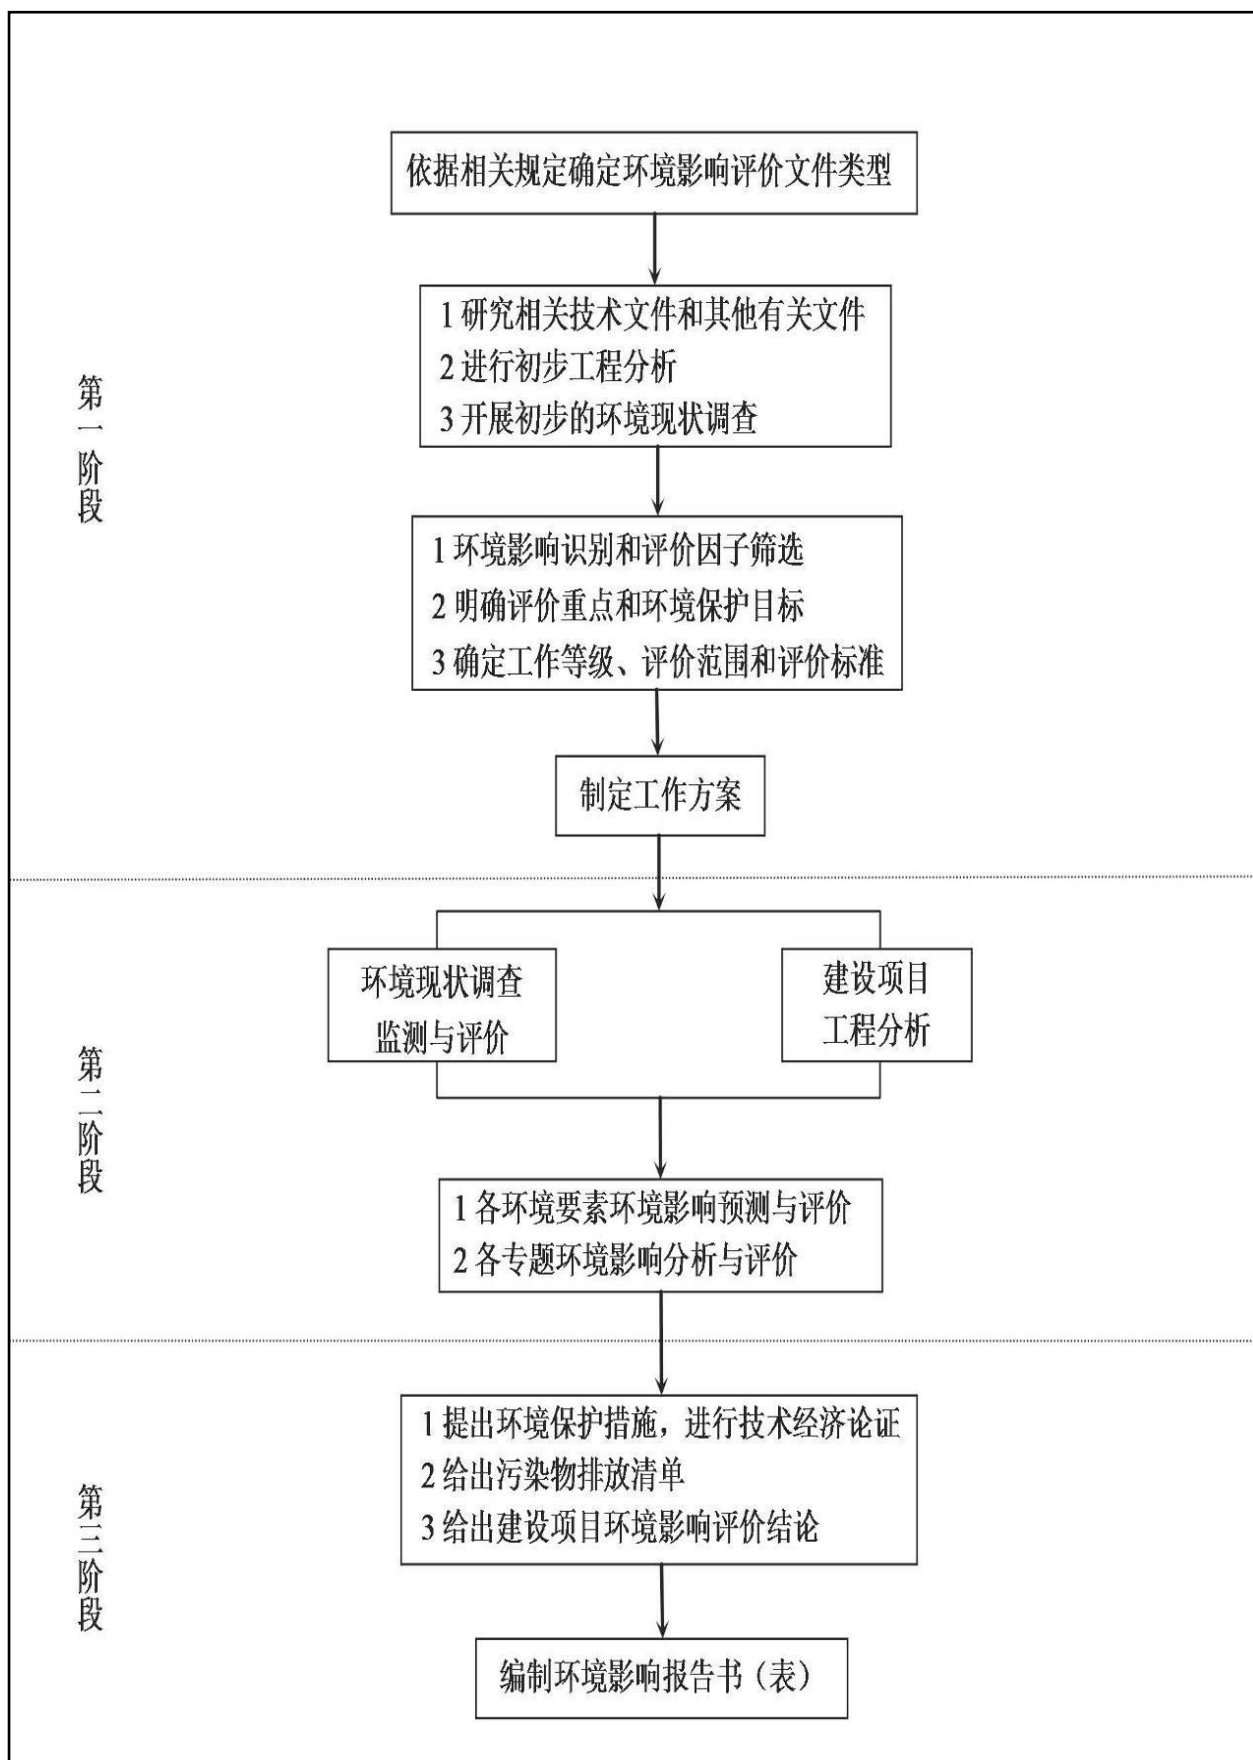 依据相关规定确定环境影响评价文件类型
第一阶段
1 研究相关技术文件和其他有关文件
2 进行初步工程分析
3 开展初步的环境现状调查
1 环境影响识别和评价因子筛选
2 明确评价重点和环境保护目标
3 确定工作等级、评价范围和评价标准
制定工作方案
第二阶段
环境现状调查
监测与评价
建设项目
工程分析
1 各环境要素环境影响预测与评价
2 各专题环境影响分析与评价
第三阶段
1 提出环境保护措施，进行技术经济论证
2 给出污染物排放清单
3 给出建设项目环境影响评价结论
编制环境影响报告书（表）